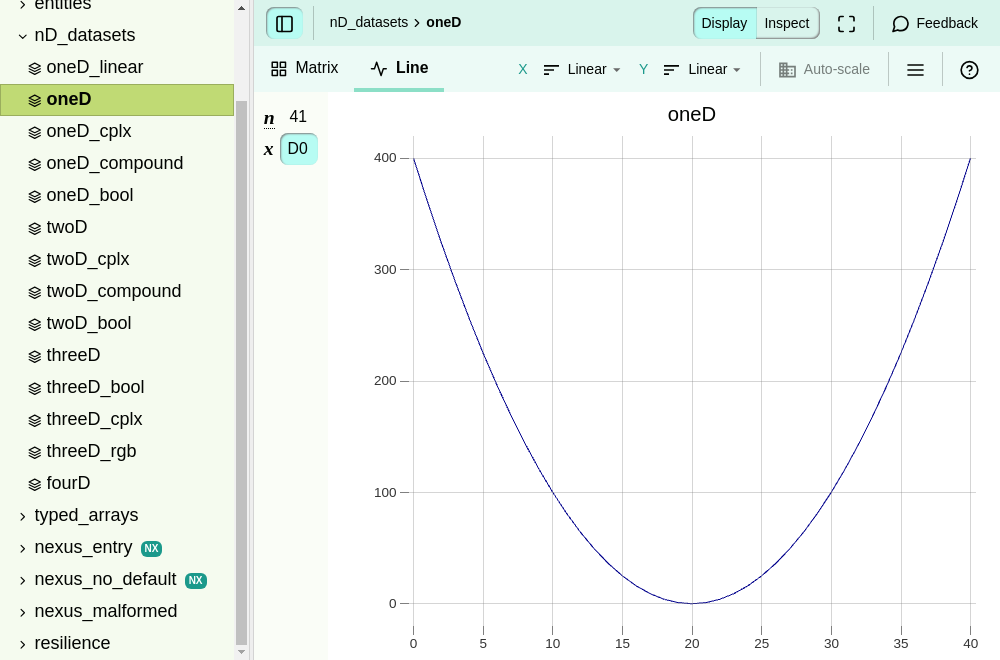 entities
nD_datasets
oneD_linear
oneD
oneD_cplx
oneD_compound
oneD_bool
twoD
twoD_cplx
twoD_compound
twoD_bool
threeD
threeD_bool
threeD_cplx
threeD_rgb
fourD
typed_arrays
nexus_entry NX
nexus_no_default NX
nexus_malformed
resilience
nD_datasets > oneD
Display Inspect
Feedback
Matrix Line
X Linear Y Linear Auto-scale
n 41
x D0
oneD
400
300
200
100
0
0 5 10 15 20 25 30 35 40